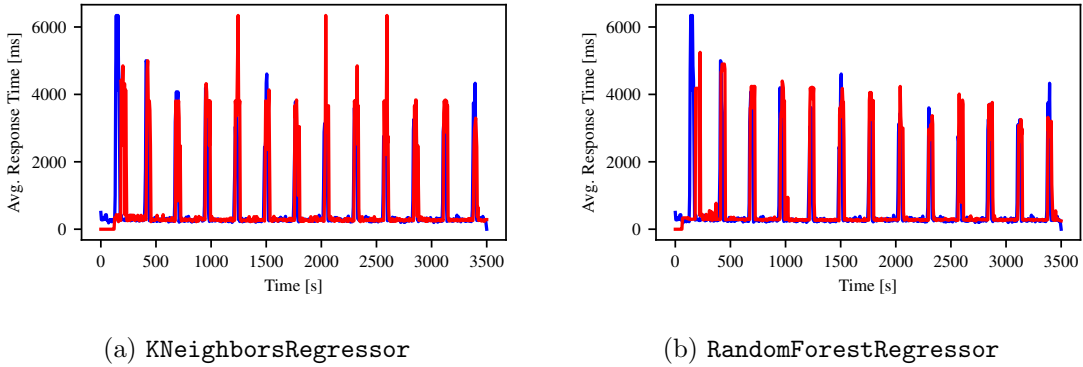 Avg. Response Time [ms]
6000
4000
2000
0
0 500 1000 1500 2000 2500 3000 3500
Time [s]
(a) KNeighborsRegressor
Avg. Response Time [ms]
6000
4000
2000
0
0 500 1000 1500 2000 2500 3000 3500
Time [s]
(b) RandomForestRegressor